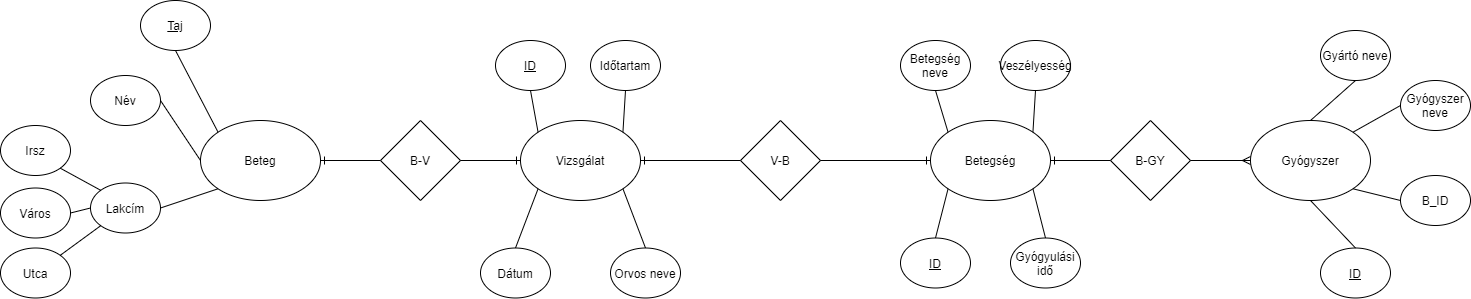 Taj
Név
Irsz
Város
Utca
Lakcím
Beteg
B-V
ID
Időtartam
Vizsgálat
Dátum
Orvos neve
V-B
Betegség
neve
Veszélyesség
Betegség
ID
Gyógyulási
idő
B-GY
Gyártó neve
Gyógyszer
neve
Gyógyszer
B_ID
ID